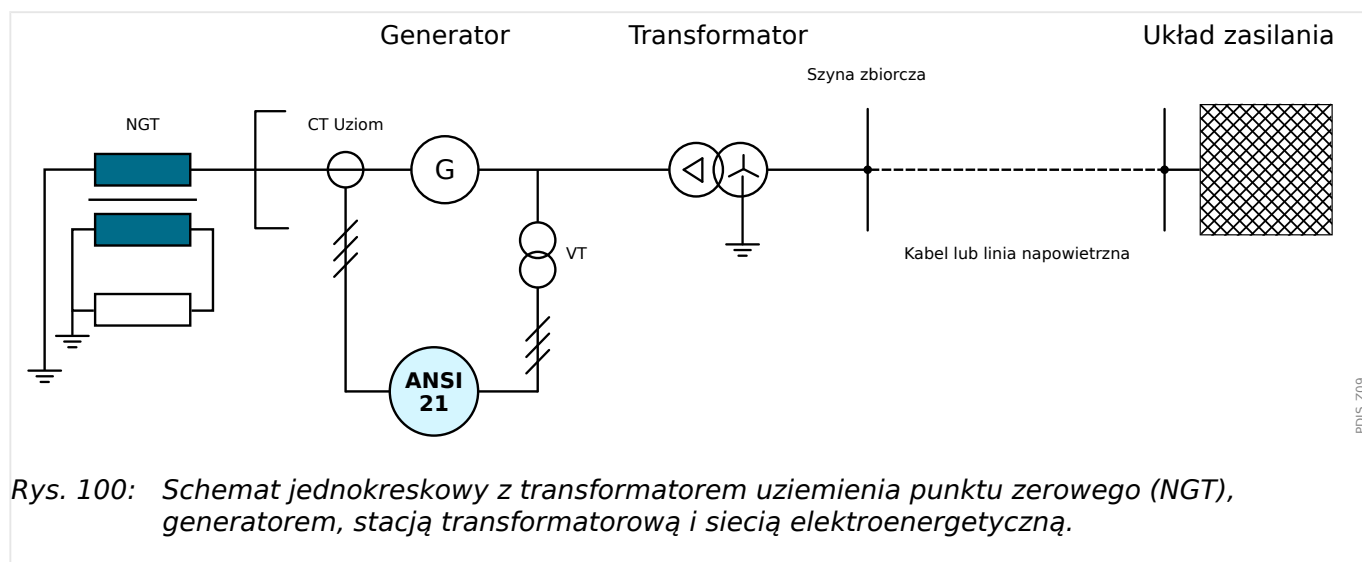 Generator
Transformator
Układ zasilania
Szyna zbiorcza
NGT
CT Uziom
G
VT
Kabel lub linia napowietrzna
ANSI
21
PDIS_Z09
Rys. 100: Schemat jednokreskowy z transformatorem uziemienia punktu zerowego (NGT),
generatorem, stacją transformatorową i siecią elektroenergetyczną.